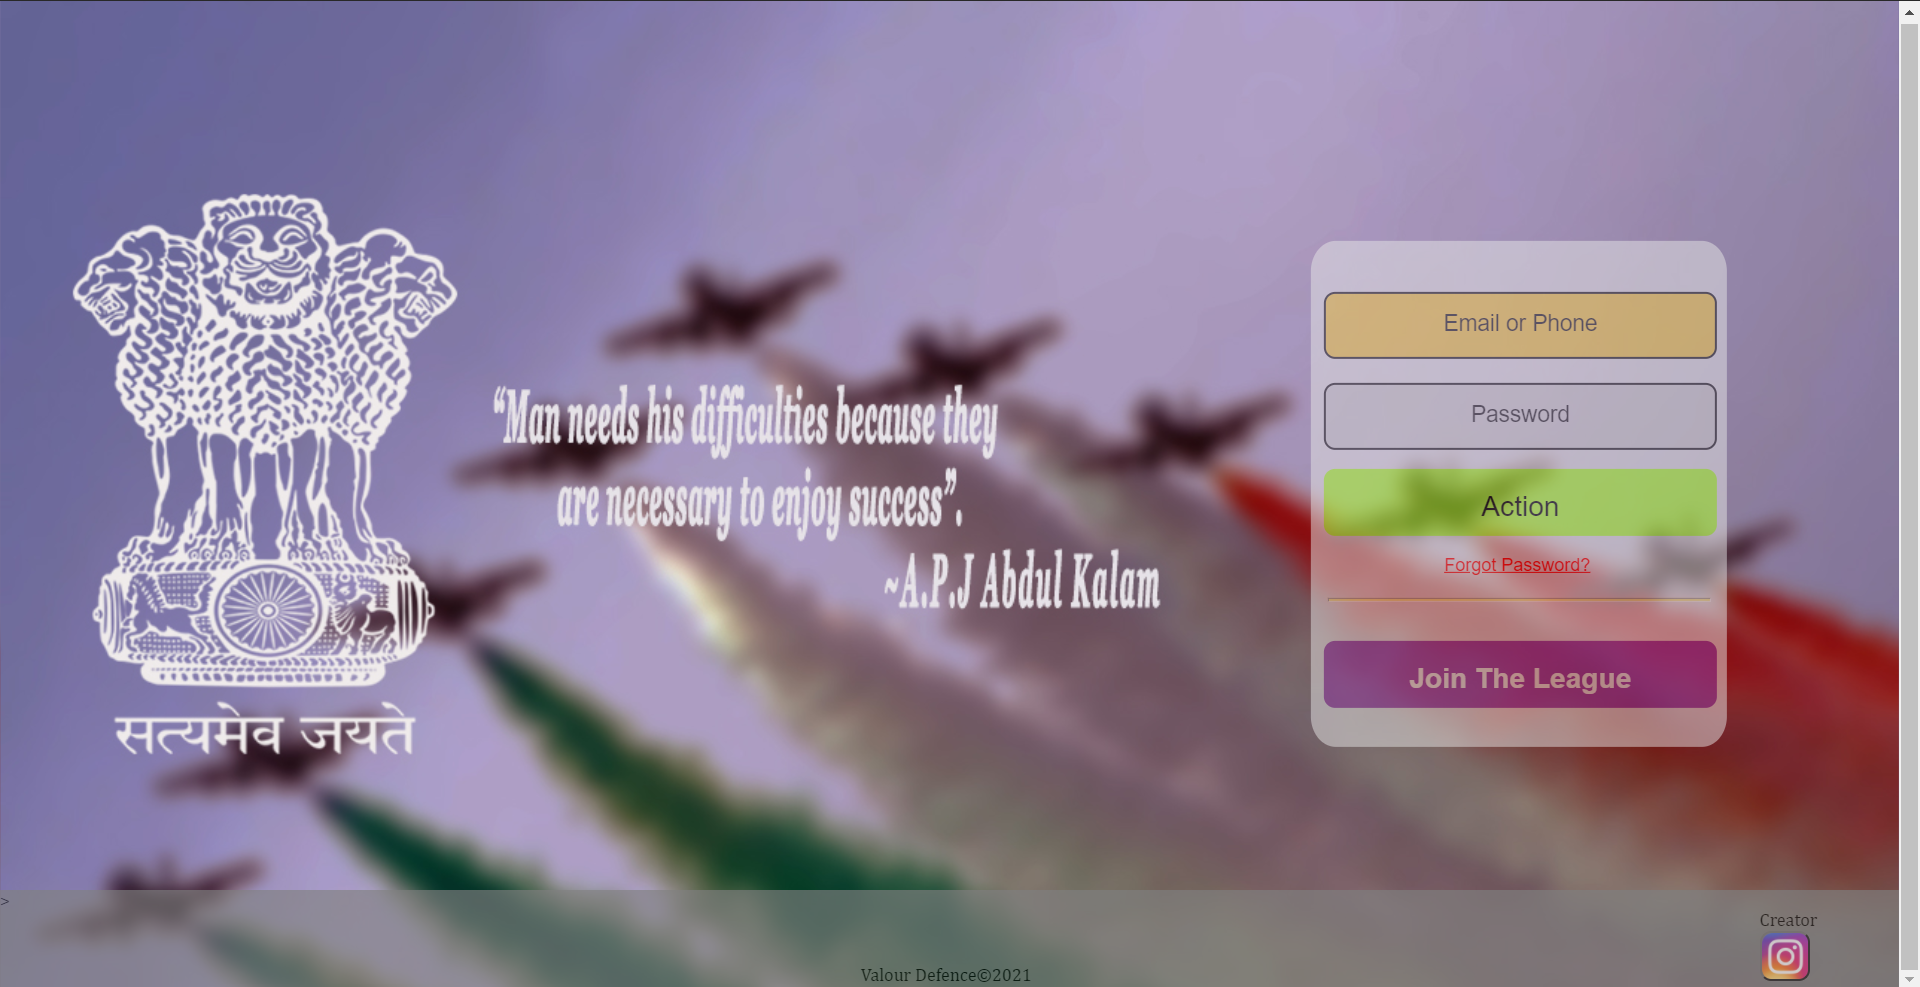 सत्यमेव जयते
“Man needs his difficulties because they
are necessary to enjoy success”.
~A.P.J Abdul Kalam
Email or Phone
Password
Action
Forgot Password?
Join The League
>
Creator
Valour Defence©2021